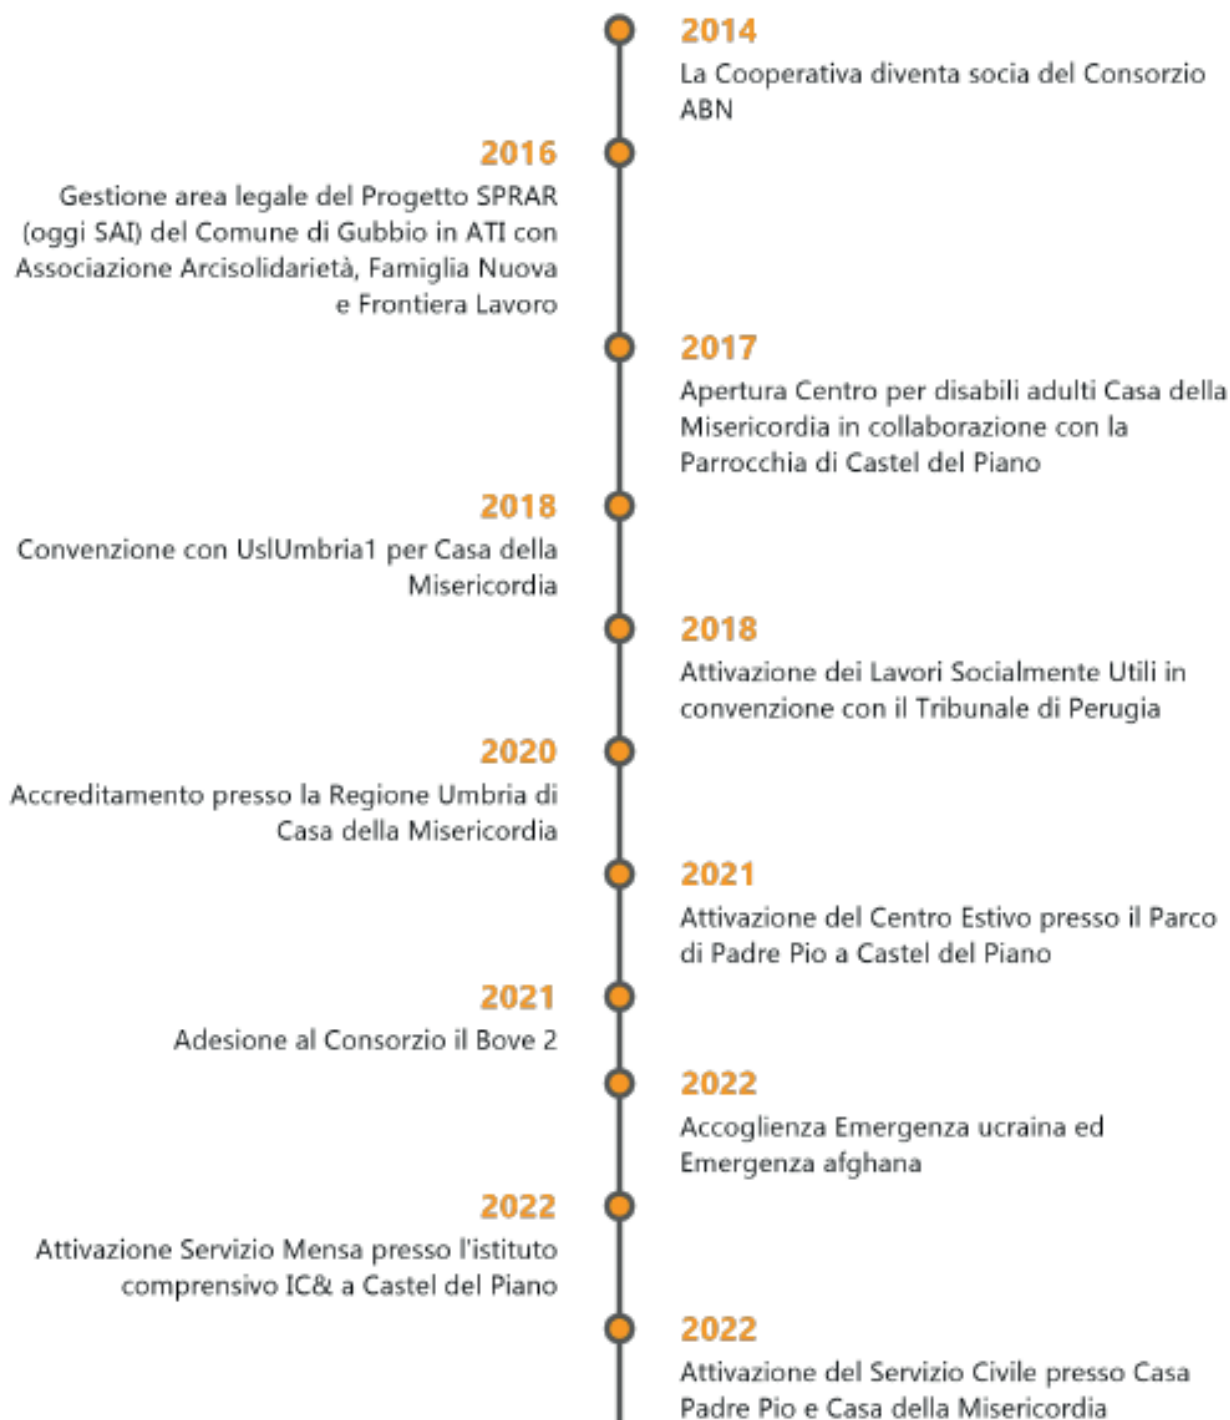 2014
La Cooperativa diventa socia del Consorzio
ABN
2016
Gestione area legale del Progetto SPRAR
(oggi SAI) del Comune di Gubbio in ATI con
Associazione Arcisolidarietà, Famiglia Nuova
e Frontiera Lavoro
2017
Apertura Centro per disabili adulti Casa della
Misericordia in collaborazione con la
Parrocchia di Castel del Piano
2018
Convenzione con UslUmbria1 per Casa della
Misericordia
2018
Attivazione dei Lavori Socialmente Utili in
convenzione con il Tribunale di Perugia
2020
Accreditamento presso la Regione Umbria di
Casa della Misericordia
2021
Attivazione del Centro Estivo presso il Parco
di Padre Pio a Castel del Piano
2021
Adesione al Consorzio il Bove 2
2022
Accoglienza Emergenza ucraina ed
Emergenza afghana
2022
Attivazione Servizio Mensa presso l'istituto
comprensivo IC& a Castel del Piano
2022
Attivazione del Servizio Civile presso Casa
Padre Pio e Casa della Misericordia